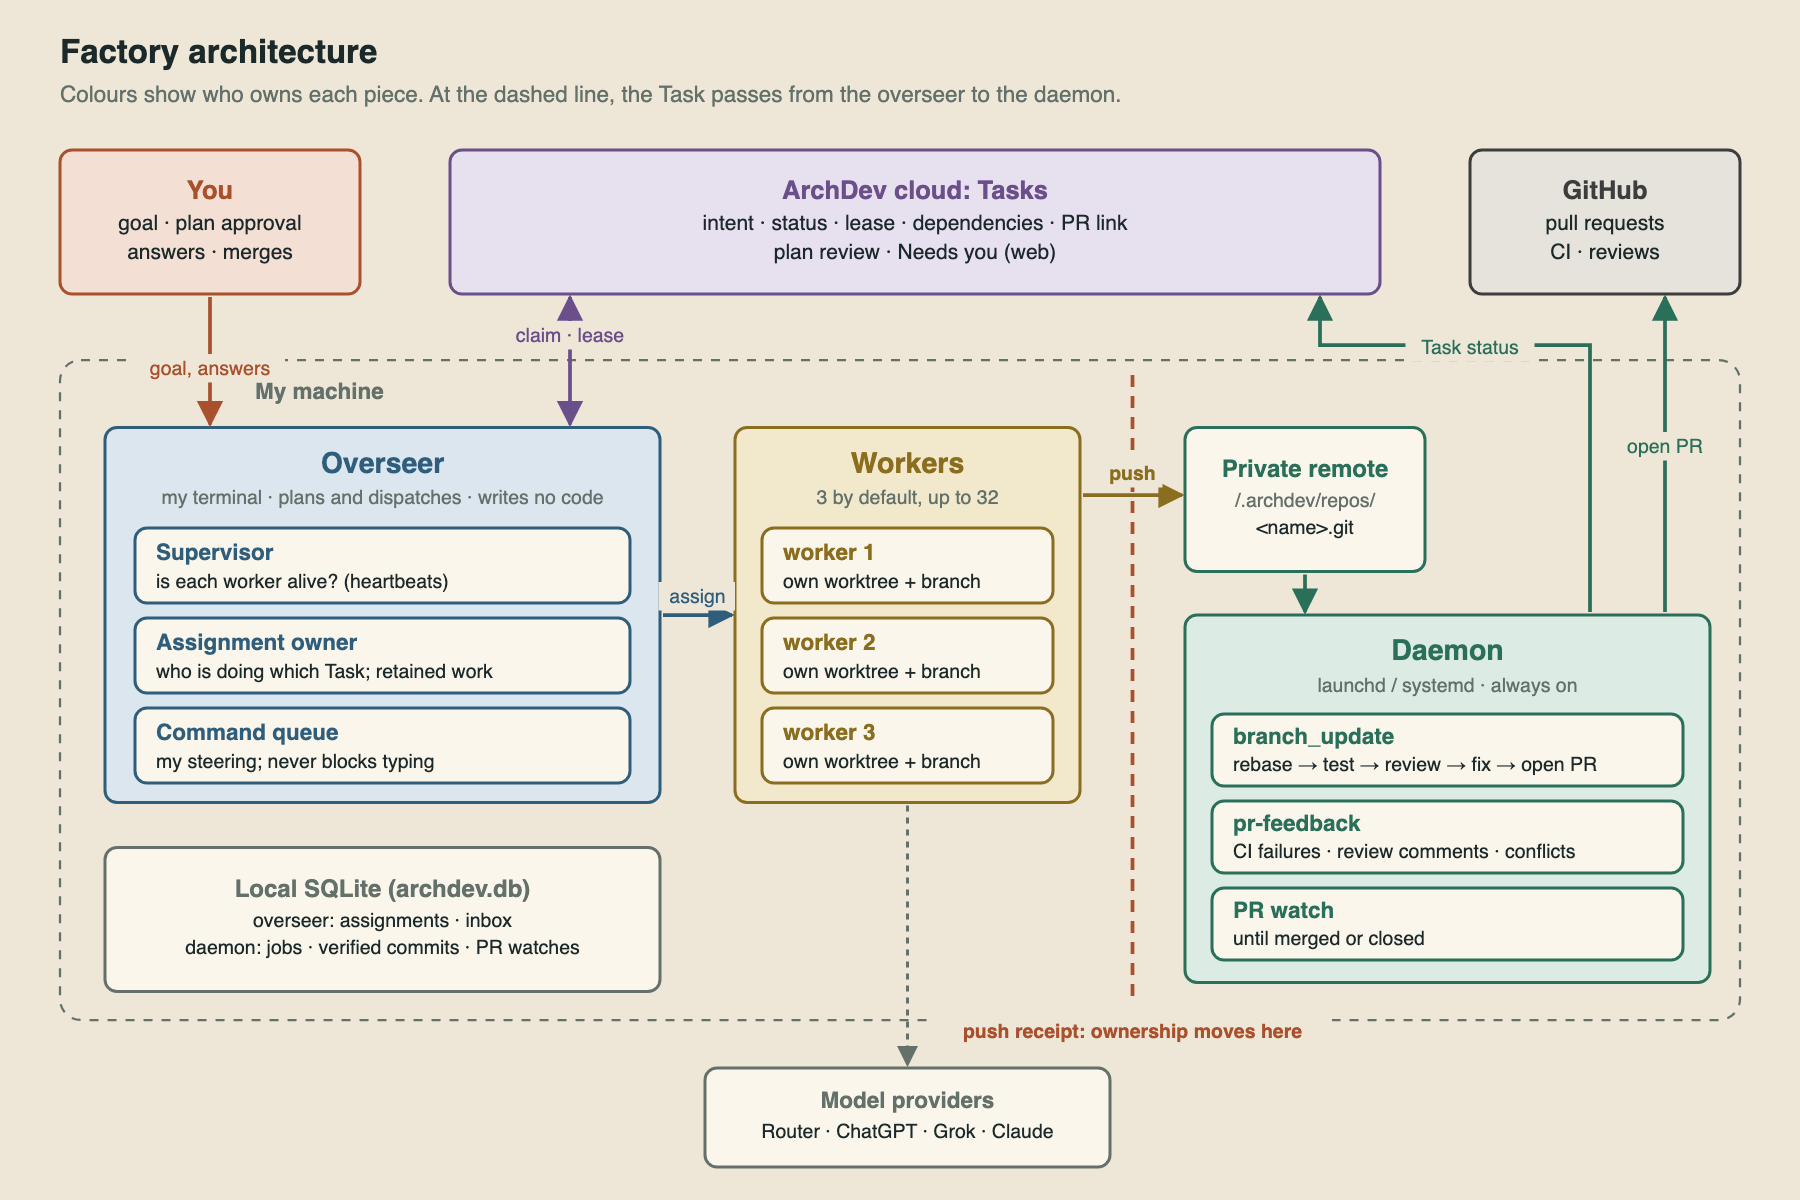 Factory architecture
Colours show who owns each piece. At the dashed line, the Task passes from the overseer to the daemon.
You
goal · plan approval
answers · merges
ArchDev cloud: Tasks
intent · status · lease · dependencies · PR link
plan review · Needs you (web)
GitHub
pull requests
CI · reviews
goal, answers
claim · lease
Task status
open PR
My machine
Overseer
my terminal · plans and dispatches · writes no code
Supervisor
is each worker alive? (heartbeats)
Assignment owner
who is doing which Task; retained work
Command queue
my steering; never blocks typing
assign
Workers
3 by default, up to 32
worker 1
own worktree + branch
worker 2
own worktree + branch
worker 3
own worktree + branch
push
Private remote
/.archdev/repos/
<name>.git
Daemon
launchd / systemd · always on
branch_update
rebase → test → review → fix → open PR
pr-feedback
CI failures · review comments · conflicts
PR watch
until merged or closed
Local SQLite (archdev.db)
overseer: assignments · inbox
daemon: jobs · verified commits · PR watches
push receipt: ownership moves here
Model providers
Router · ChatGPT · Grok · Claude